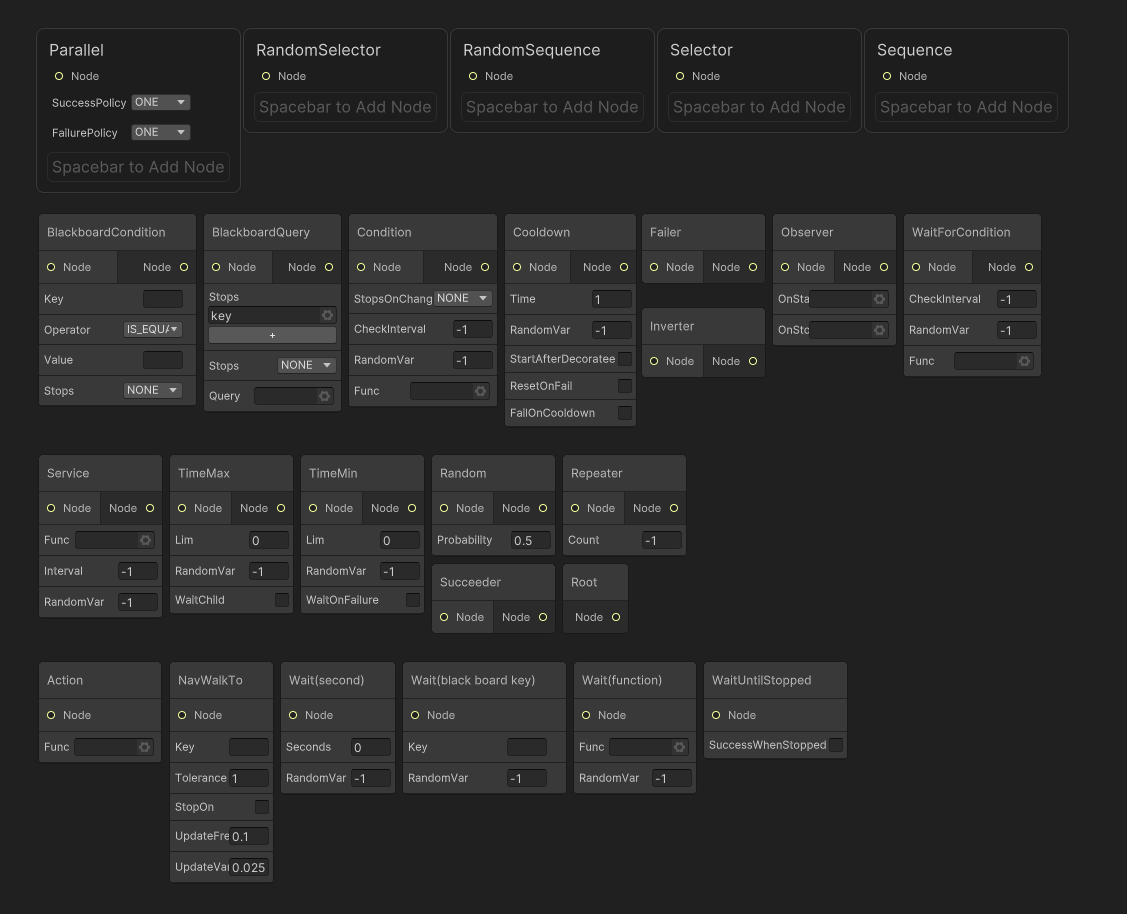 Parallel
Node
SuccessPolicy ONE
FailurePolicy ONE
Spacebar to Add Node
RandomSelector
Node
Spacebar to Add Node
RandomSequence
Node
Spacebar to Add Node
Selector
Node
Spacebar to Add Node
Sequence
Node
Spacebar to Add Node
BlackboardCondition
Node Node
Key
Operator IS_EQUA
Value
Stops NONE
BlackboardQuery
Node Node
Stops
key
+
Stops NONE
Query
Condition
Node Node
StopsOnChang NONE
CheckInterval -1
RandomVar -1
Func
Cooldown
Node Node
Time 1
RandomVar -1
StartAfterDecoratee
ResetOnFail
FailOnCooldown
Failer
Node Node
Inverter
Node Node
Observer
Node Node
OnSta
OnSto
WaitForCondition
Node Node
CheckInterval -1
RandomVar -1
Func
Service
Node Node
Func
Interval -1
RandomVar -1
TimeMax
Node Node
Lim 0
RandomVar -1
WaitChild
TimeMin
Node Node
Lim 0
RandomVar -1
WaitOnFailure
Random
Node Node
Probability 0.5
Repeater
Node Node
Count -1
Succeeder
Node Node
Root
Node
Action
Node
Func
NavWalkTo
Node
Key
Tolerance 1
StopOn
UpdateFre 0.1
UpdateVa 0.025
Wait(second)
Node
Seconds 0
RandomVar -1
Wait(black board key)
Node
Key
RandomVar -1
Wait(function)
Node
Func
RandomVar -1
WaitUntilStopped
Node
SuccessWhenStopped